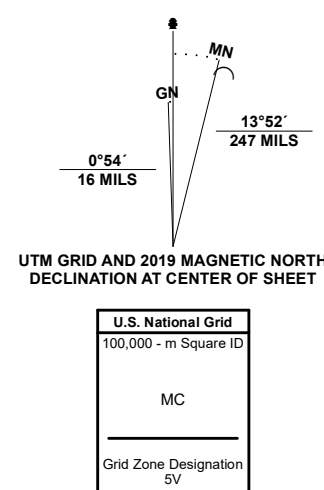 MN
GN
13°52´
247 MILS
0°54´
16 MILS
UTM GRID AND 2019 MAGNETIC NORTH
DECLINATION AT CENTER OF SHEET
U.S. National Grid
100,000 - m Square ID
MC
Grid Zone Designation
5V